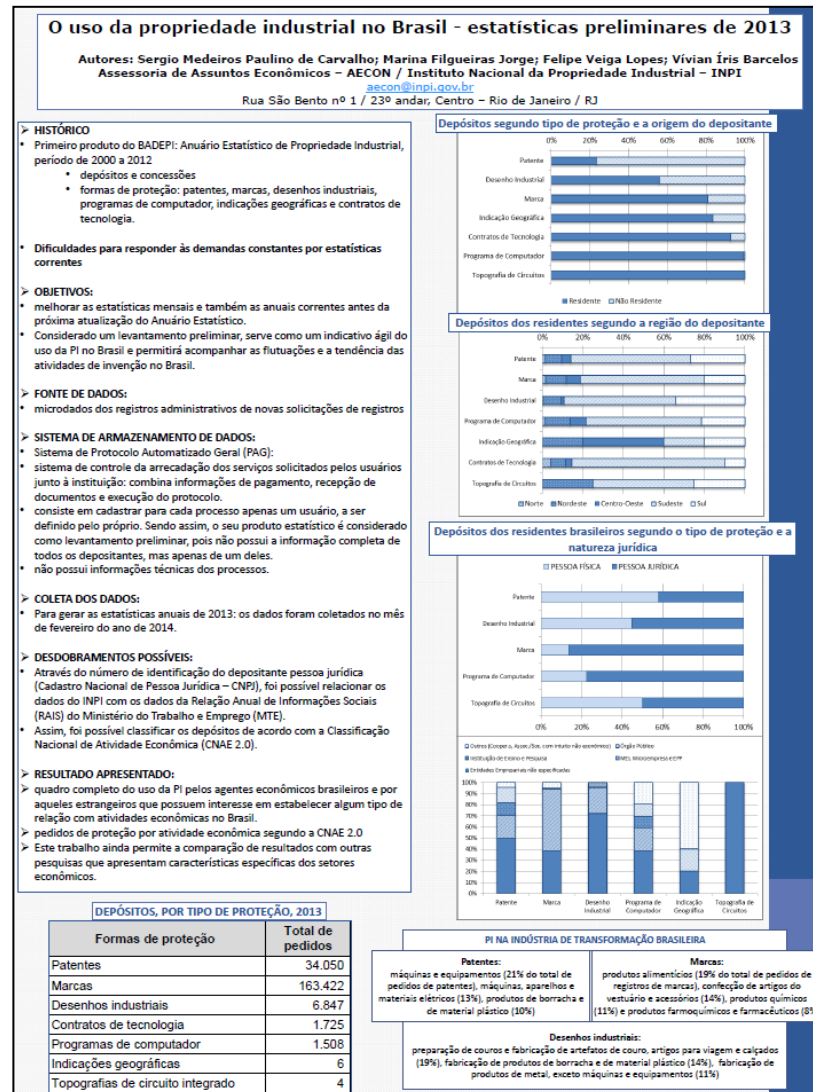 O uso da propriedade industrial no Brasil - estatísticas preliminares de 2013
Autores: Sergio Medeiros Paulino de Carvalho; Marina Filgueiras Jorge; Felipe Veiga Lopes; Vívian Íris Barcelos
Assessoria de Assuntos Econômicos – AECON / Instituto Nacional da Propriedade Industrial – INPI
aecon@inpi.gov.br
Rua São Bento nº 1 / 23º andar, Centro – Rio de Janeiro / RJ
➢ HISTÓRICO
• Primeiro produto do BADEPI: Anuário Estatístico de Propriedade Industrial,
período de 2000 a 2012
• depósitos e concessões
• formas de proteção: patentes, marcas, desenhos industriais,
programas de computador, indicações geográficas e contratos de
tecnologia.
• Dificuldades para responder às demandas constantes por estatísticas
correntes
➢ OBJETIVOS:
• melhorar as estatísticas mensais e também as anuais correntes antes da
próxima atualização do Anuário Estatístico.
• Considerado um levantamento preliminar, serve como um indicativo ágil do
uso da PI no Brasil e permitirá acompanhar as flutuações e a tendência das
atividades de invenção no Brasil.
➢ FONTE DE DADOS:
• microdados dos registros administrativos de novas solicitações de registros
➢ SISTEMA DE ARMAZENAMENTO DE DADOS:
• Sistema de Protocolo Automatizado Geral (PAG):
• sistema de controle da arrecadação dos serviços solicitados pelos usuários
junto à instituição: combina informações de pagamento, recepção de
documentos e execução do protocolo.
• consiste em cadastrar para cada processo apenas um usuário, a ser
definido pelo próprio. Sendo assim, o seu produto estatístico é considerado
como levantamento preliminar, pois não possui a informação completa de
todos os depositantes, mas apenas de um deles.
• não possui informações técnicas dos processos.
➢ COLETA DOS DADOS:
• Para gerar as estatísticas anuais de 2013: os dados foram coletados no mês
de fevereiro do ano de 2014.
➢ DESDOBRAMENTOS POSSÍVEIS:
• Através do número de identificação do depositante pessoa jurídica
(Cadastro Nacional de Pessoa Jurídica – CNPJ), foi possível relacionar os
dados do INPI com os dados da Relação Anual de Informações Sociais
(RAIS) do Ministério do Trabalho e Emprego (MTE).
• Assim, foi possível classificar os depósitos de acordo com a Classificação
Nacional de Atividade Econômica (CNAE 2.0).
➢ RESULTADO APRESENTADO:
➢ quadro completo do uso da PI pelos agentes econômicos brasileiros e por
aqueles estrangeiros que possuem interesse em estabelecer algum tipo de
relação com atividades econômicas no Brasil.
➢ pedidos de proteção por atividade econômica segundo a CNAE 2.0
➢ Este trabalho ainda permite a comparação de resultados com outras
pesquisas que apresentam características específicas dos setores
econômicos.
DEPÓSITOS, POR TIPO DE PROTEÇÃO, 2013
Formas de proteção Total de pedidos
Patentes 34.050
Marcas 163.422
Desenhos industriais 6.847
Contratos de tecnologia 1.725
Programas de computador 1.508
Indicações geográficas 6
Topografias de circuito integrado 4
Depósitos segundo tipo de proteção e a origem do depositante
0% 20% 40% 60% 80% 100%
Patente
Desenho Industrial
Marca
Indicação Geográfica
Contratos de Tecnologia
Programa de Computador
Topografia de Circuitos
Residente Não Residente
Depósitos dos residentes segundo a região do depositante
0% 20% 40% 60% 80% 100%
Patente
Marca
Desenho Industrial
Programa de Computador
Indicação Geográfica
Contratos de Tecnologia
Topografia de Circuitos
Norte Nordeste Centro-Oeste Sudeste Sul
Depósitos dos residentes brasileiros segundo o tipo de proteção e a
natureza jurídica
PESSOA FÍSICA PESSOA JURÍDICA
Patente
Desenho Industrial
Marca
Programa de Computador
Topografia de Circuitos
0% 20% 40% 60% 80% 100%
Outros (Coopera, Assoc./Soc. com intuito não econômico) Órgão Público
Instituição de Ensino e Pesquisa MEI, Microempresa e EPP
Entidades Empresariais não especificadas
100%
90%
80%
70%
60%
50%
40%
30%
20%
10%
0%
Patente Marca Desenho Industrial Programa de Computador Indicação Geográfica Topografia de Circuitos
PI NA INDÚSTRIA DE TRANSFORMAÇÃO BRASILEIRA
Patentes:
máquinas e equipamentos (21% do total de
pedidos de patentes), máquinas, aparelhos e
materiais elétricos (13%), produtos de borracha e
de material plástico (10%)
Marcas:
produtos alimentícios (19% do total de pedidos de
registros de marcas), confecção de artigos do
vestuário e acessórios (14%), produtos químicos
(11%) e produtos farmoquímicos e farmacêuticos (8%
Desenhos industriais:
preparação de couros e fabricação de artefatos de couro, artigos para viagem e calçados
(19%), fabricação de produtos de borracha e de material plástico (14%), fabricação de
produtos de metal, exceto máquinas e equipamentos (11%)